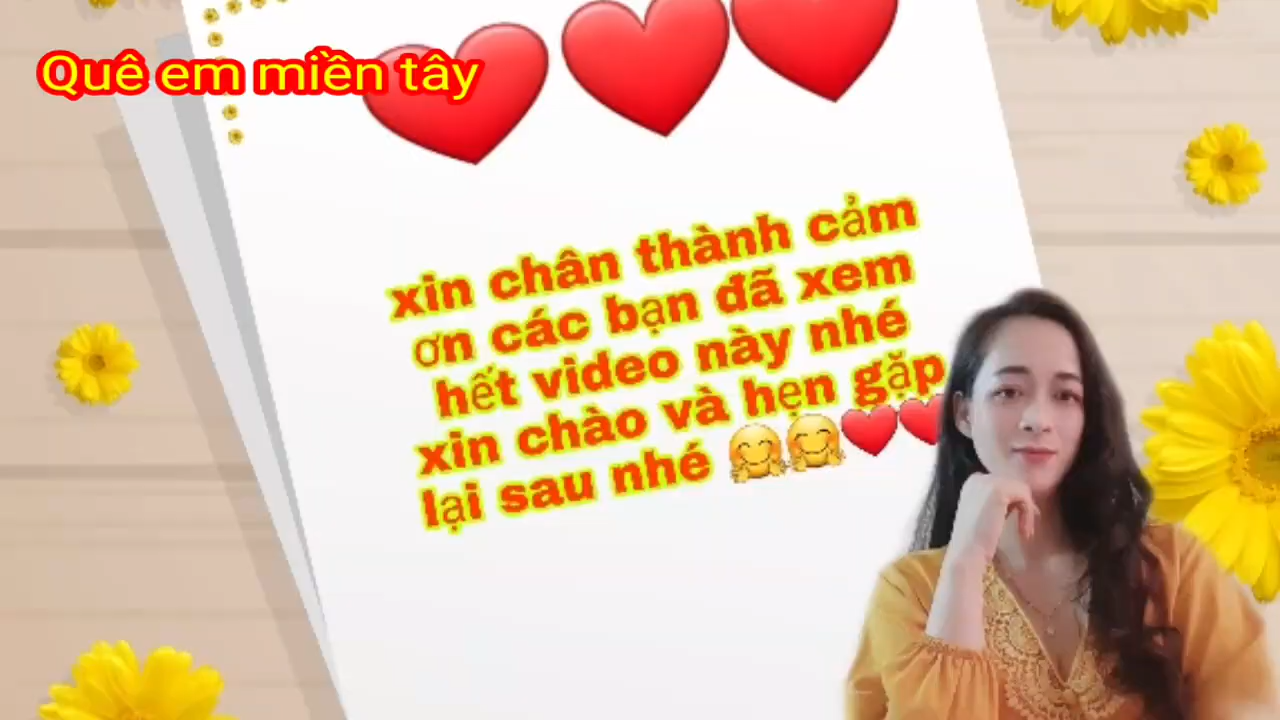 Quê em miền tây
xin chân thành cảm
ơn các bạn đã xem
hết video này nhé
xin chào và hẹn gặp
lại sau nhé 🤗🤗❤️❤️